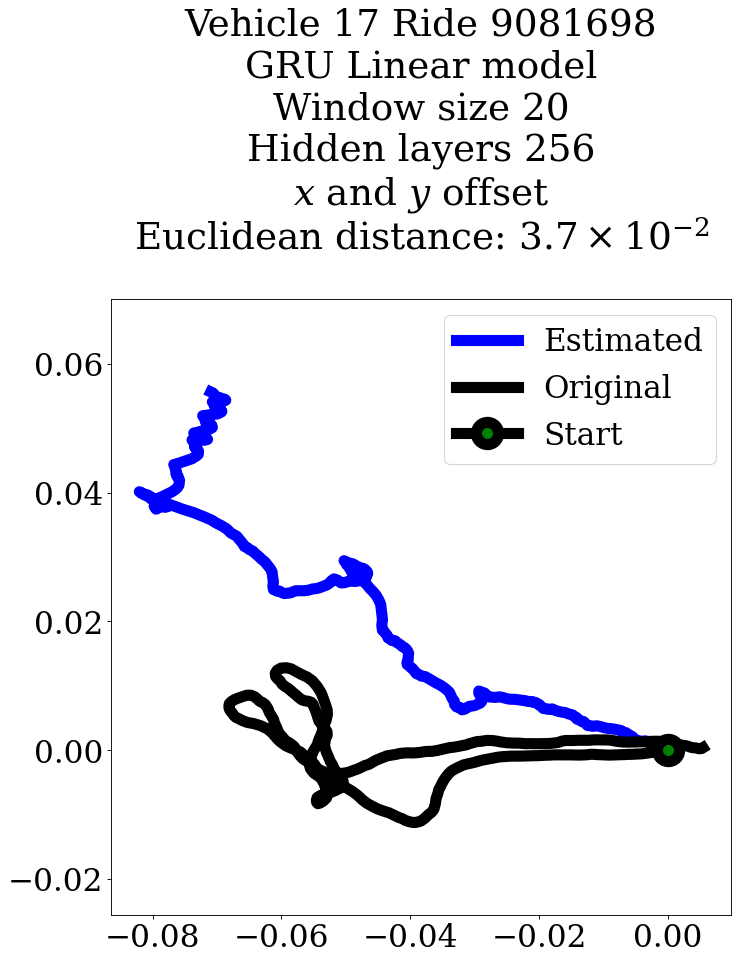 Vehicle 17 Ride 9081698
GRU Linear model
Window size 20
Hidden layers 256
x and y offset
Euclidean distance: 3.7 × 10⁻²
Estimated
Original
Start
0.06
0.04
0.02
0.00
−0.02
−0.08 −0.06 −0.04 −0.02 0.00